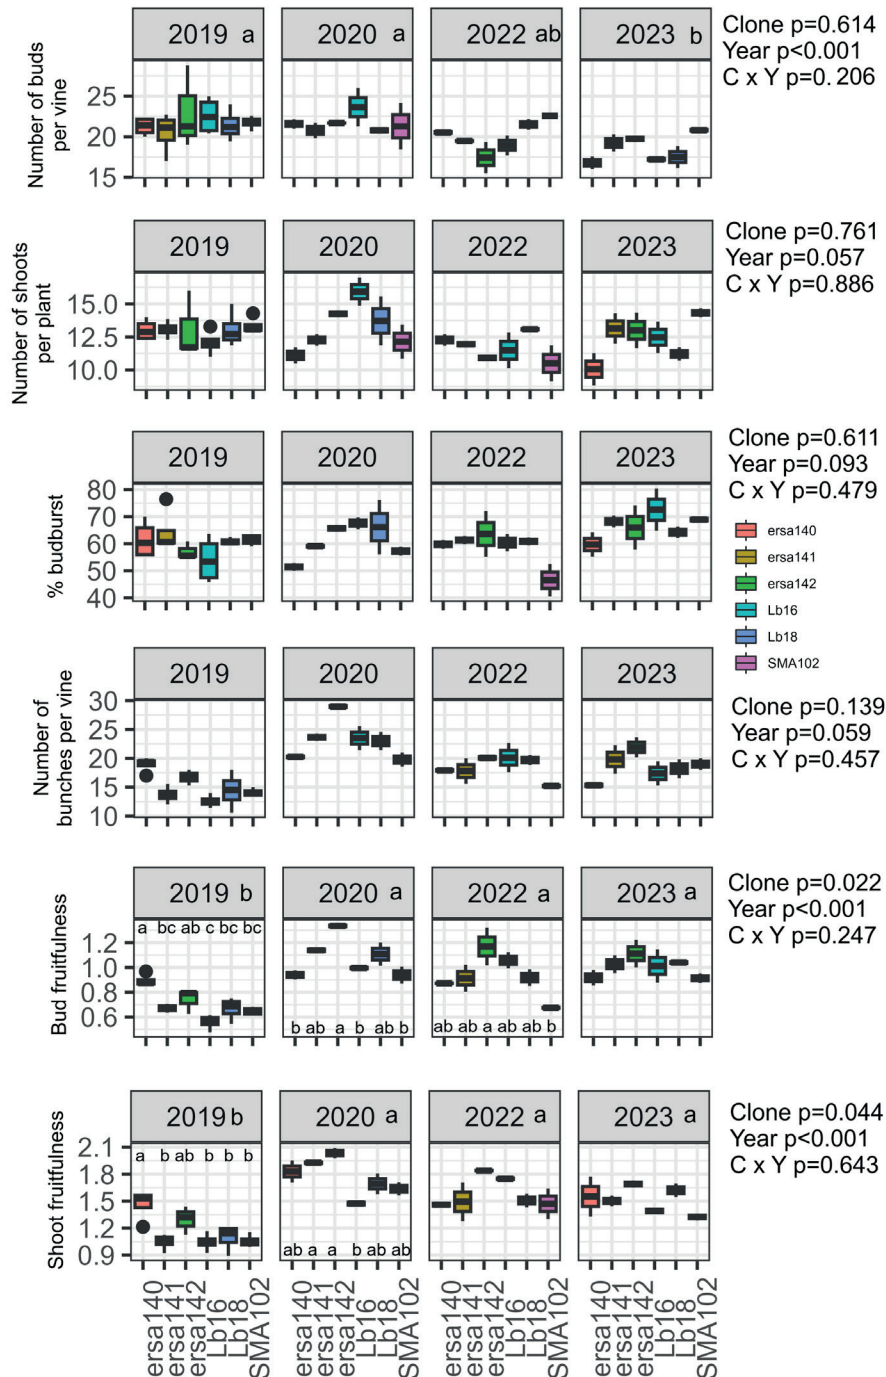 2019 a 2020 a 2022 ab 2023 b
Clone p=0.614
Year p<0.001
C x Y p=0. 206
Number of buds
per vine
25
20
15
2019 2020 2022 2023
Clone p=0.761
Year p=0.057
C x Y p=0.886
Number of shoots
per plant
15.0
12.5
10.0
2019 2020 2022 2023
Clone p=0.611
Year p=0.093
C x Y p=0.479
% budburst
80
70
60
50
40
ersa140
ersa141
ersa142
Lb16
Lb18
SMA102
2019 2020 2022 2023
Clone p=0.139
Year p=0.059
C x Y p=0.457
Number of
bunches per vine
30
25
20
15
10
2019 b 2020 a 2022 a 2023 a
Clone p=0.022
Year p<0.001
C x Y p=0.247
Bud fruitfulness
a bc ab c bc bc
1.2
1.0
0.8
0.6
b ab a b ab b ab ab a ab ab b
2019 b 2020 a 2022 a 2023 a
Clone p=0.044
Year p<0.001
C x Y p=0.643
Shoot fruitfulness
2.1
a b ab b b b
1.8
1.5
1.2
0.9
ab a a b ab ab
ersa140 ersa141 ersa142 Lb16 Lb18 SMA102 ersa140 ersa141 ersa142 Lb16 Lb18 SMA102 ersa140 ersa141 ersa142 Lb16 Lb18 SMA102 ersa140 ersa141 ersa142 Lb16 Lb18 SMA102